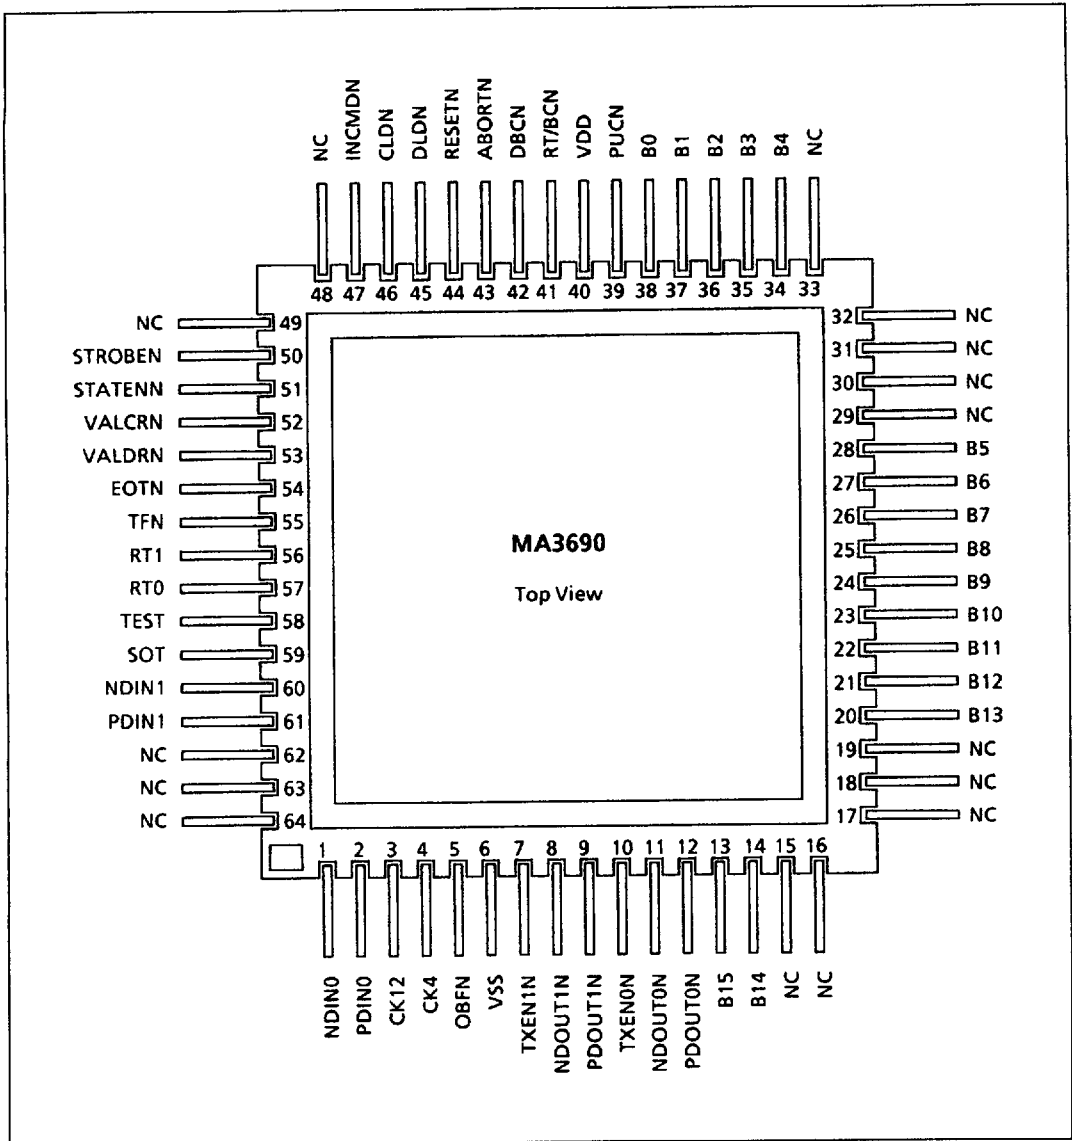 NC INCMDN CLDN DLDN RESETN ABORTN DBCN RT/BCN VDD PUCN B0 B1 B2 B3 B4 NC
48 47 46 45 44 43 42 41 40 39 38 37 36 35 34 33
NC 49
STROBEN 50
STATENN 51
VALCRN 52
VALDRN 53
EOTN 54
TFN 55
RT1 56
RT0 57
TEST 58
SOT 59
NDIN1 60
PDIN1 61
NC 62
NC 63
NC 64
MA3690
Top View
32 NC
31 NC
30 NC
29 NC
28 B5
27 B6
26 B7
25 B8
24 B9
23 B10
22 B11
21 B12
20 B13
19 NC
18 NC
17 NC
1 2 3 4 5 6 7 8 9 10 11 12 13 14 15 16
NDIN0 PDIN0 CK12 CK4 OBFN VSS TXEN1N NDOUT1N PDOUT1N TXEN0N NDOUT0N PDOUT0N B15 B14 NC NC